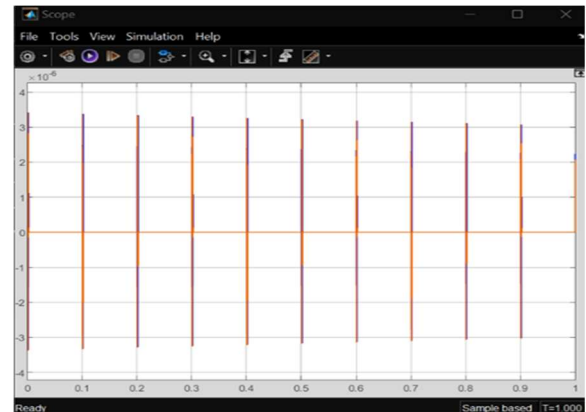 Scope
File Tools View Simulation Help
×10⁻⁶
4
3
2
1
0
-1
-2
-3
-4
0 0.1 0.2 0.3 0.4 0.5 0.6 0.7 0.8 0.9 1
Ready Sample based T=1.000